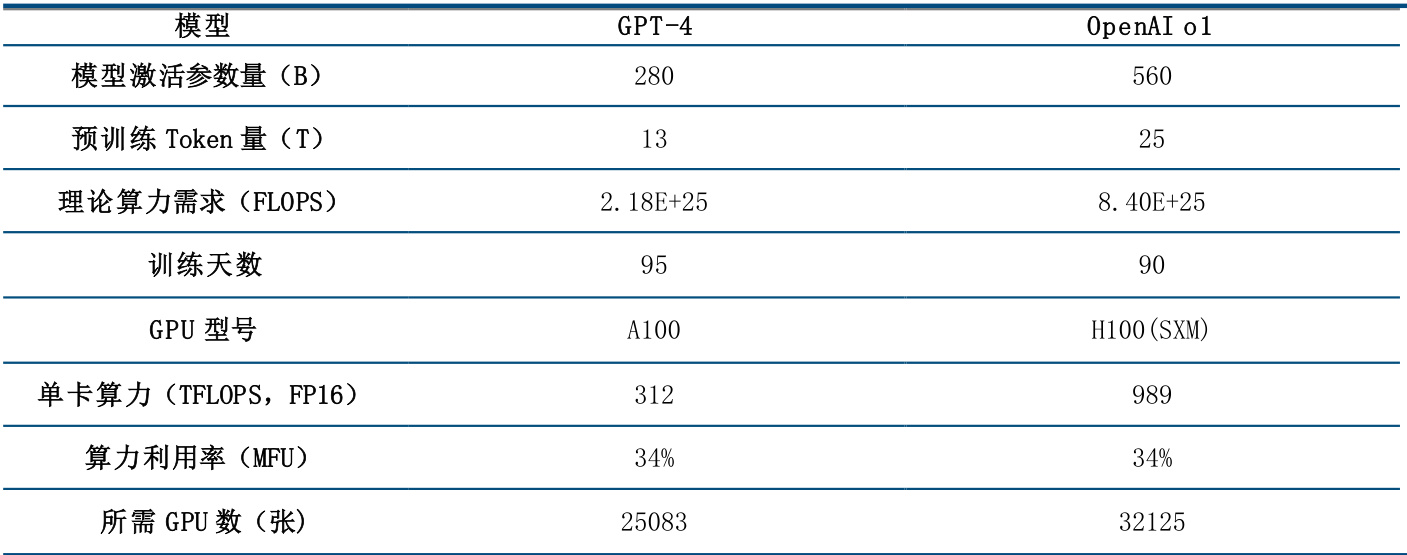 模型 GPT-4 OpenAI o1
模型激活参数量（B） 280 560
预训练 Token 量（T） 13 25
理论算力需求（FLOPS） 2.18E+25 8.40E+25
训练天数 95 90
GPU 型号 A100 H100(SXM)
单卡算力（TFLOPS，FP16） 312 989
算力利用率（MFU） 34% 34%
所需 GPU 数（张) 25083 32125